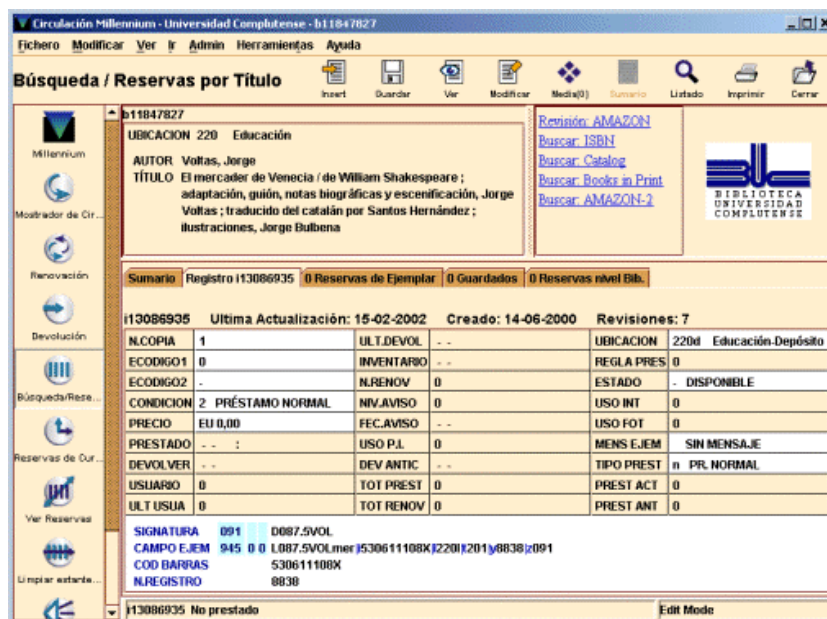 Circulación Millennium - Universidad Complutense - b11847827
Fichero Modificar Ver Ir Admin Herramientas Ayuda
Búsqueda / Reservas por Título
Insert Guardar Ver Modificar Media(0) Sumario Listado Imprimir Cerrar
Millennium
Mostrador de Cir...
Renovación
Devolución
Búsqueda/Rese...
Reservas de Cur...
Ver Reservas
Limpiar estante...
b11847827
UBICACION 220 Educación
AUTOR Voltas, Jorge
TÍTULO El mercader de Venecia / de William Shakespeare ;
adaptación, guión, notas biográficas y escenificación, Jorge
Voltas ; traducido del catalán por Santos Hernández ;
ilustraciones, Jorge Bulbena
Revisión: AMAZON
Buscar: ISBN
Buscar: Catalog
Buscar: Books in Print
Buscar: AMAZON-2
BIBLIOTECA
UNIVERSIDAD
COMPLUTENSE
Sumario Registro i13086935 0 Reservas de Ejemplar 0 Guardados 0 Reservas nivel Bib.
i13086935 Ultima Actualización: 15-02-2002 Creado: 14-06-2000 Revisiones: 7
N.COPIA 1 ULT.DEVOL - - UBICACION 220d Educación-Depósito
ECODIGO1 0 INVENTARIO - - REGLA PRES 0
ECODIGO2 - N.RENOV 0 ESTADO - DISPONIBLE
CONDICION 2 PRÉSTAMO NORMAL NIV.AVISO 0 USO INT 0
PRECIO EU 0,00 FEC.AVISO - - USO FOT 0
PRESTADO - - : USO P.I. 0 MENS EJEM SIN MENSAJE
DEVOLVER - - DEV ANTIC - - TIPO PREST n PR. NORMAL
USUARIO 0 TOT PREST 0 PREST ACT 0
ULT USUA 0 TOT RENOV 0 PREST ANT 0
SIGNATURA 091 D087.5VOL
CAMPO EJEM 945 0 0 L087.5VOLmer|i530611108X|l220l|t201|y8838|z091
COD BARRAS 530611108X
N.REGISTRO 8838
i13086935 No prestado Edit Mode